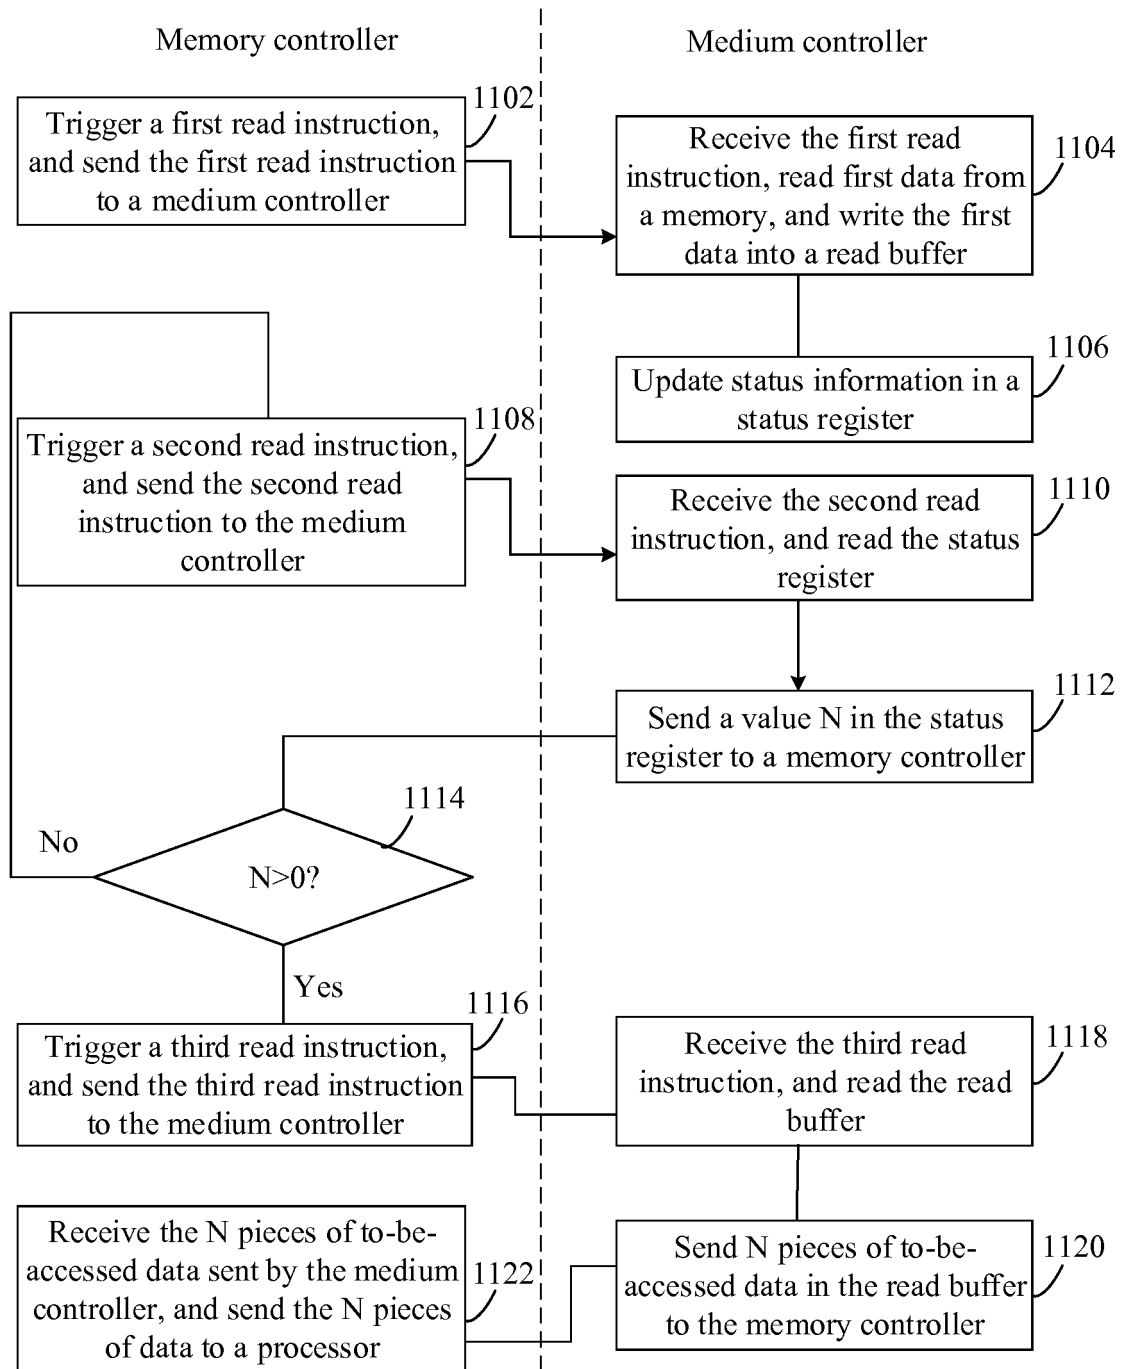 Memory controller
Medium controller
1102
Trigger a first read instruction,
and send the first read instruction
to a medium controller
1104
Receive the first read
instruction, read first data from
a memory, and write the first
data into a read buffer
1106
Update status information in a
status register
1108
Trigger a second read instruction,
and send the second read
instruction to the medium
controller
1110
Receive the second read
instruction, and read the status
register
1112
Send a value N in the status
register to a memory controller
1114
No
N>0?
Yes
1116
Trigger a third read instruction,
and send the third read instruction
to the medium controller
1118
Receive the third read
instruction, and read the read
buffer
1120
Send N pieces of to-be-
accessed data in the read buffer
to the memory controller
1122
Receive the N pieces of to-be-
accessed data sent by the medium
controller, and send the N pieces
of data to a processor